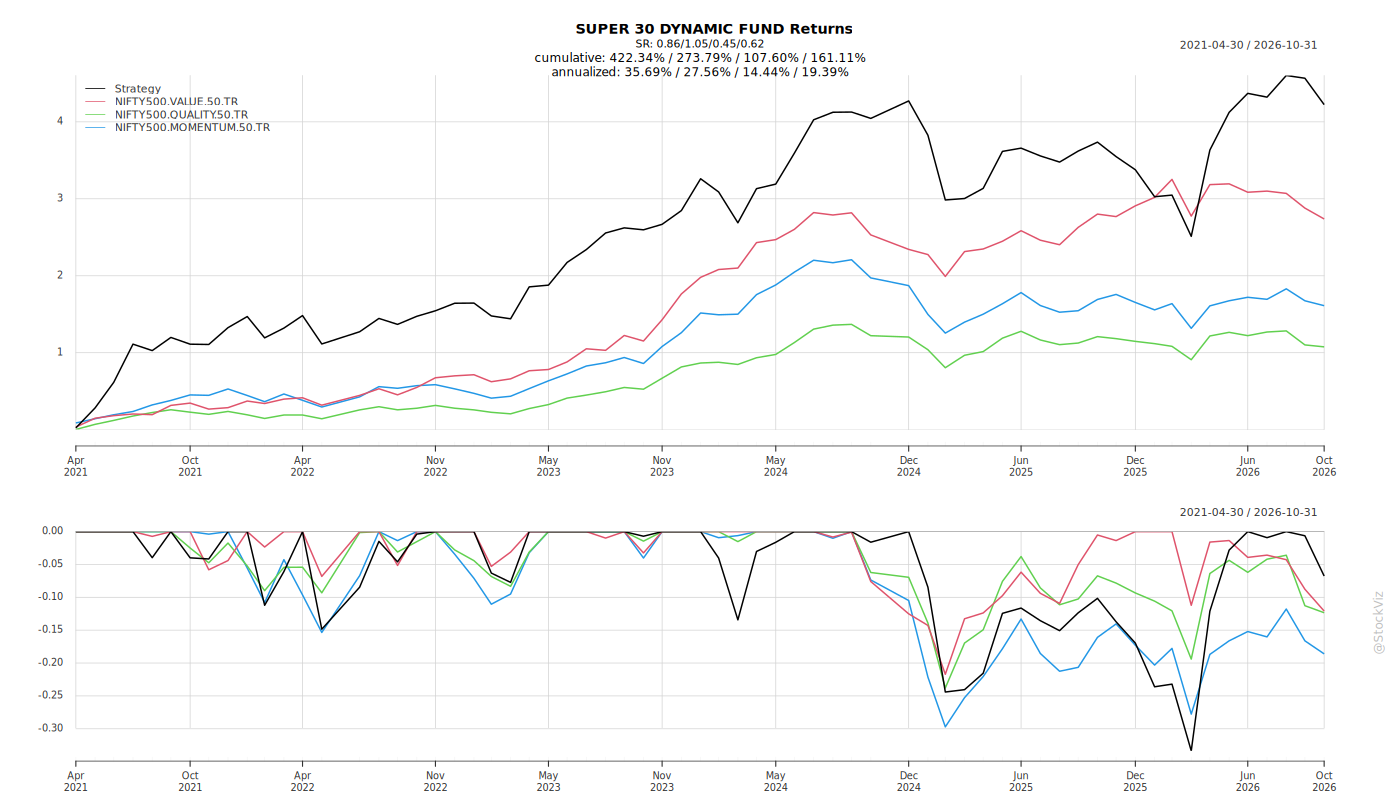 SUPER 30 DYNAMIC FUND Returns
SR: 0.86/1.05/0.45/0.62
cumulative: 422.34% / 273.79% / 107.60% / 161.11%
annualized: 35.69% / 27.56% / 14.44% / 19.39%
2021-04-30 / 2026-10-31
Strategy
NIFTY500.VALUE.50.TR
NIFTY500.QUALITY.50.TR
NIFTY500.MOMENTUM.50.TR
4
3
2
1
Apr Oct Apr Nov May Nov May Dec Jun Dec Jun Oct
2021 2021 2022 2022 2023 2023 2024 2024 2025 2025 2026 2026
2021-04-30 / 2026-10-31
0.00
-0.05
-0.10
-0.15
-0.20
-0.25
-0.30
Apr Oct Apr Nov May Nov May Dec Jun Dec Jun Oct
2021 2021 2022 2022 2023 2023 2024 2024 2025 2025 2026 2026
@StockViz